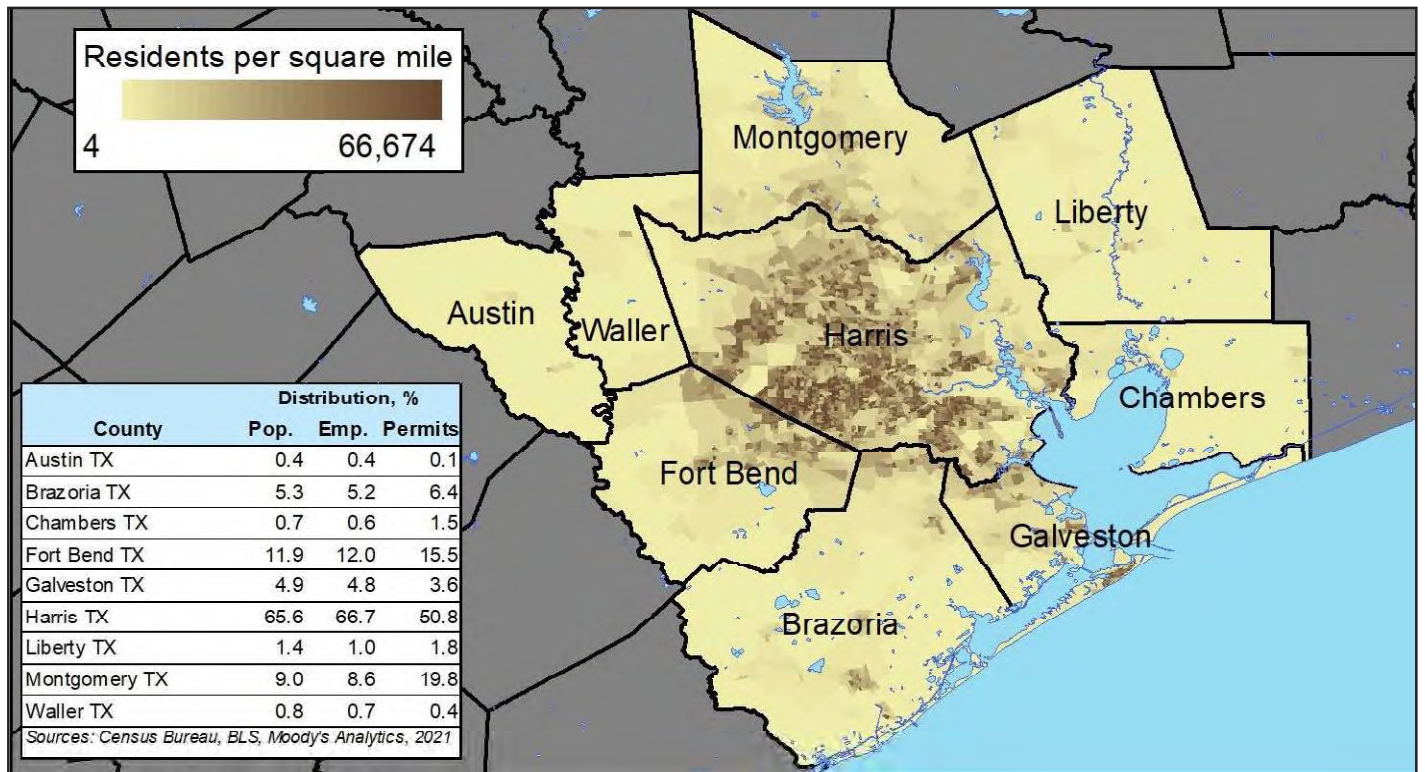 Residents per square mile
4 66,674
Montgomery
Liberty
Austin
Waller
Harris
Chambers
Fort Bend
Galveston
Brazoria
Distribution, %
County Pop. Emp. Permits
Austin TX 0.4 0.4 0.1
Brazoria TX 5.3 5.2 6.4
Chambers TX 0.7 0.6 1.5
Fort Bend TX 11.9 12.0 15.5
Galveston TX 4.9 4.8 3.6
Harris TX 65.6 66.7 50.8
Liberty TX 1.4 1.0 1.8
Montgomery TX 9.0 8.6 19.8
Waller TX 0.8 0.7 0.4
Sources: Census Bureau, BLS, Moody's Analytics, 2021